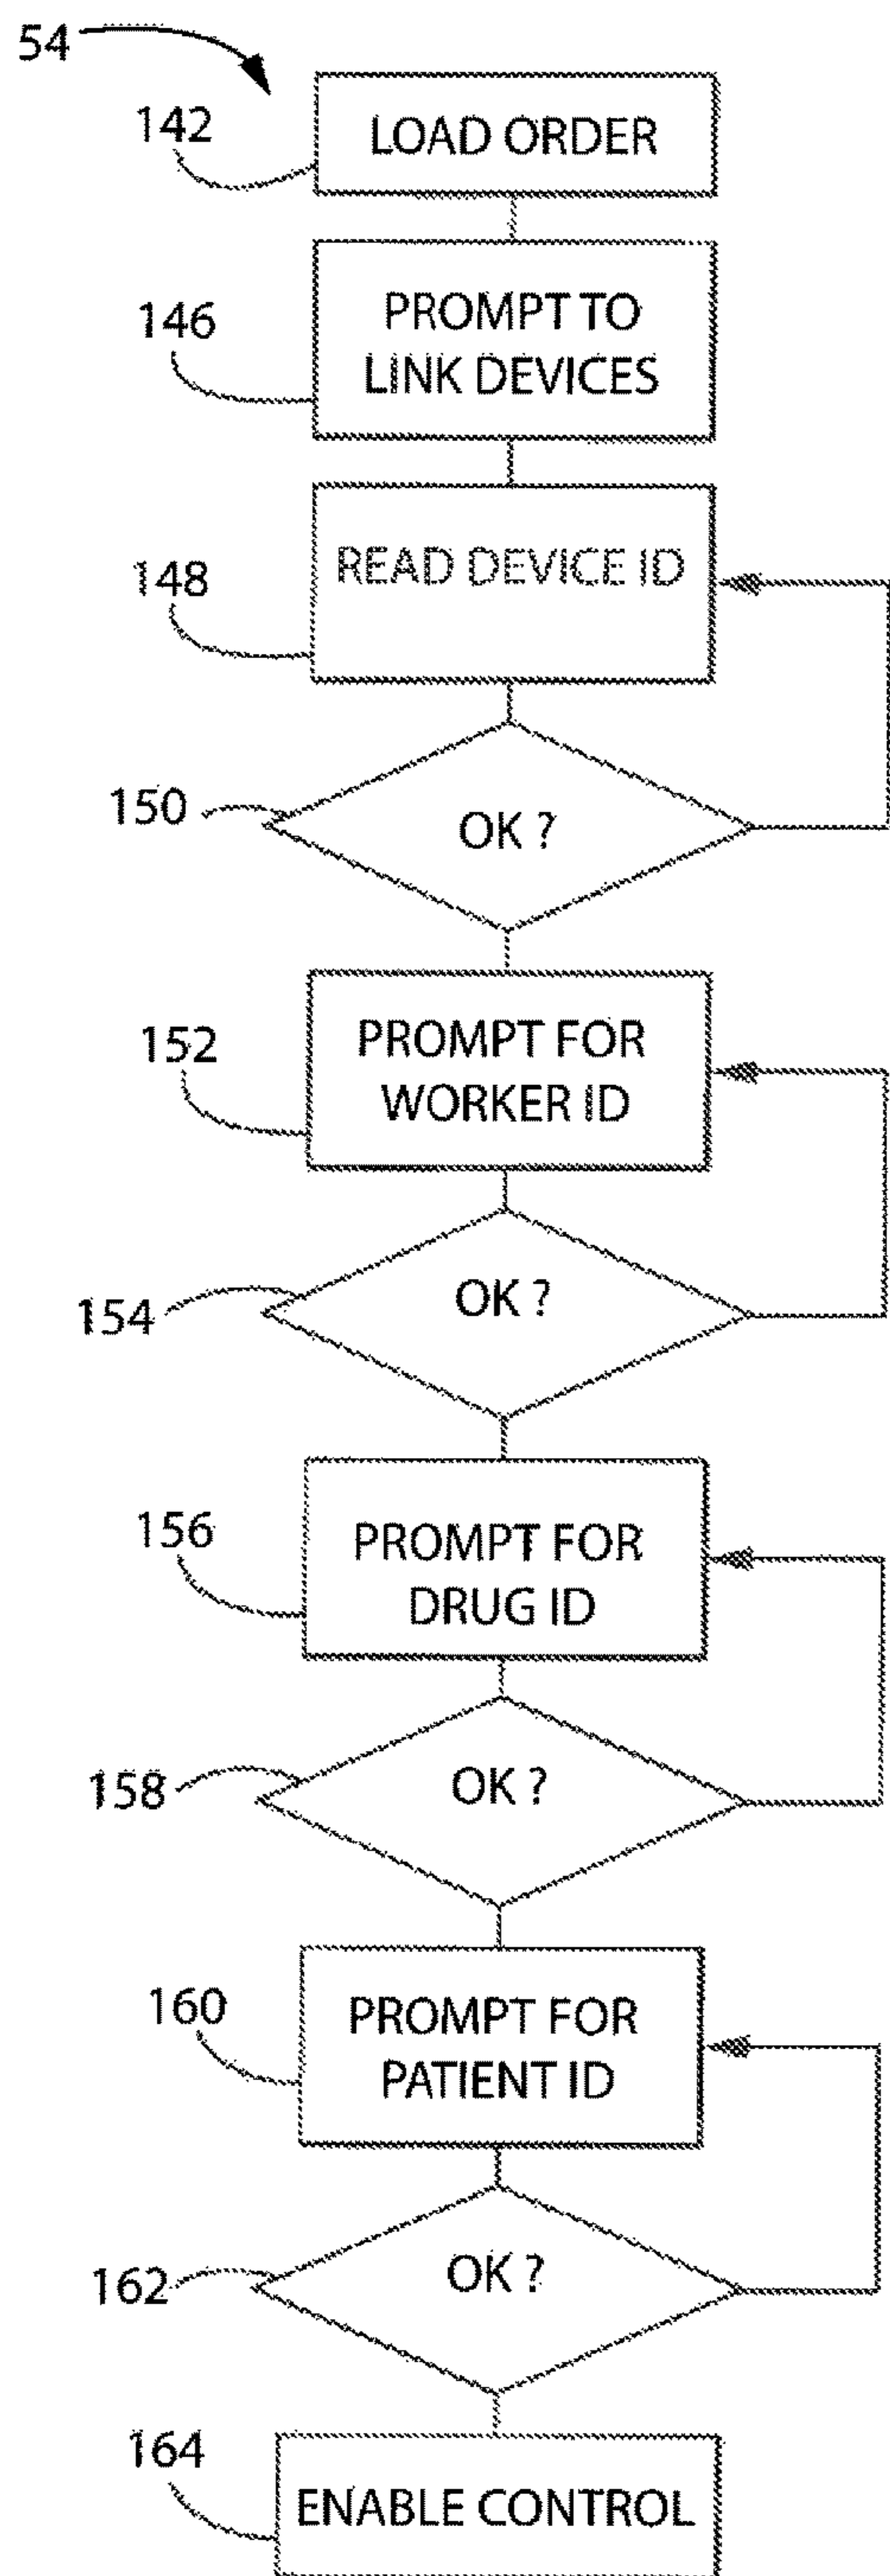 54
142
LOAD ORDER
146
PROMPT TO
LINK DEVICES
148
READ DEVICE ID
150
OK ?
152
PROMPT FOR
WORKER ID
154
OK ?
156
PROMPT FOR
DRUG ID
158
OK ?
160
PROMPT FOR
PATIENT ID
162
OK ?
164
ENABLE CONTROL